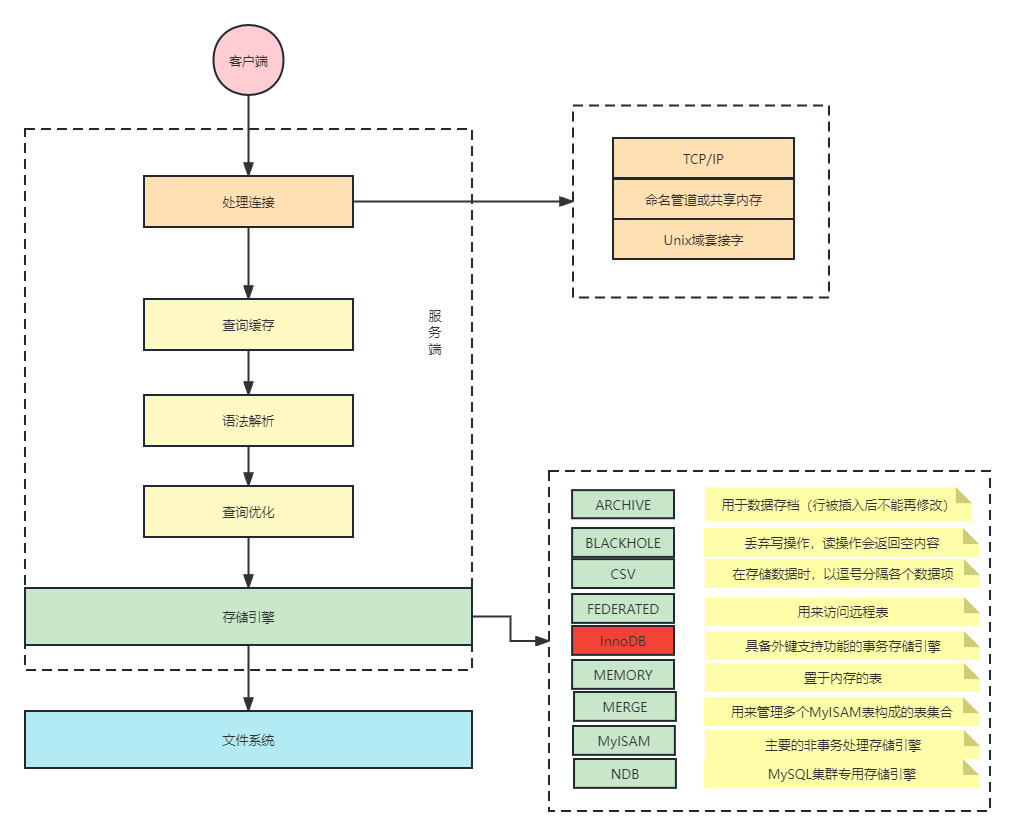 客户端
处理连接
TCP/IP
命名管道或共享内存
Unix域套接字
查询缓存
服
务
端
语法解析
查询优化
存储引擎
文件系统
ARCHIVE
用于数据存档（行被插入后不能再修改）
BLACKHOLE
丢弃写操作，读操作会返回空内容
CSV
在存储数据时，以逗号分隔各个数据项
FEDERATED
用来访问远程表
InnoDB
具备外键支持功能的事务存储引擎
MEMORY
置于内存的表
MERGE
用来管理多个MyISAM表构成的表集合
MyISAM
主要的非事务处理存储引擎
NDB
MySQL集群专用存储引擎